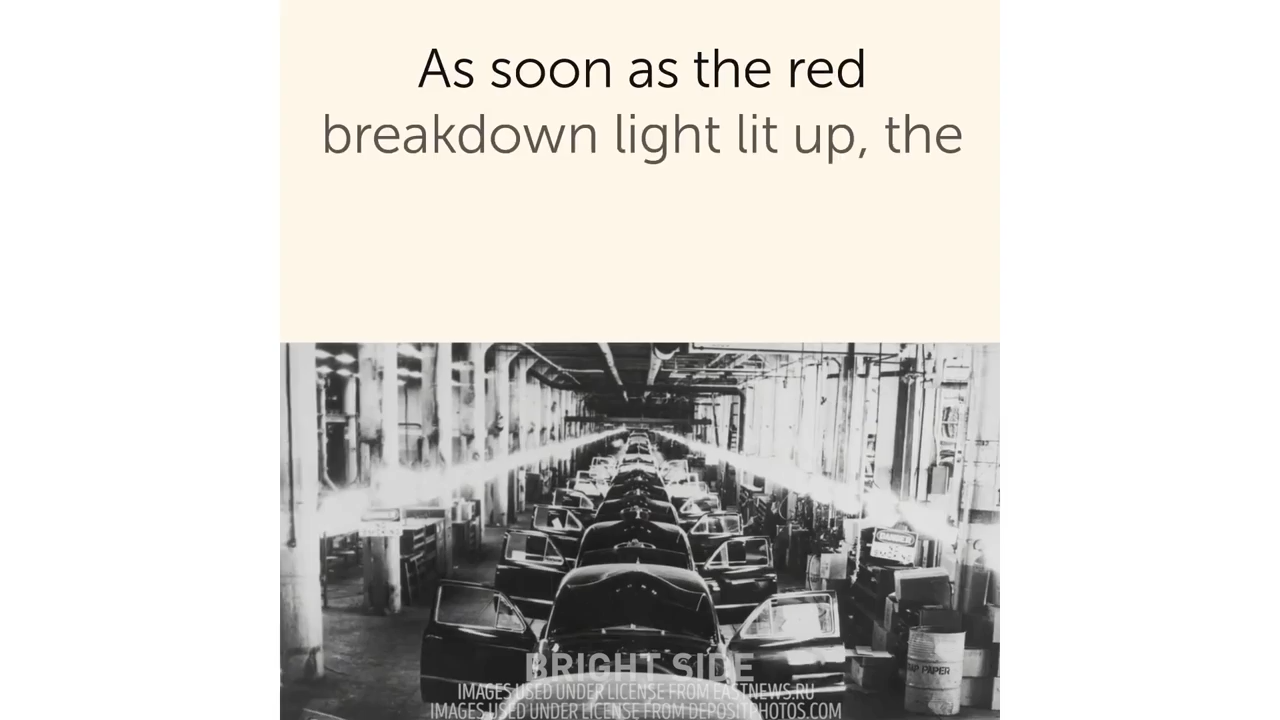 As soon as the red
breakdown light lit up, the
BRIGHT SIDE
IMAGES USED UNDER LICENSE FROM EASTNEWS.RU
IMAGES USED UNDER LICENSE FROM DEPOSITPHOTOS.COM